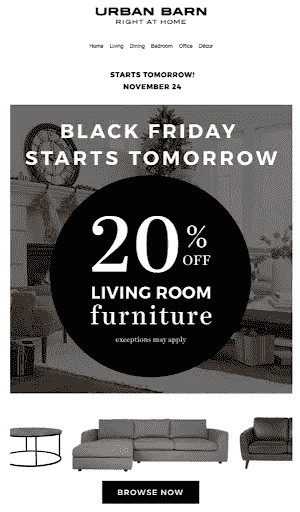 URBAN BARN
RIGHT AT HOME
Home Living Dining Bedroom Office Décor
STARTS TOMORROW!
NOVEMBER 24
BLACK FRIDAY
STARTS TOMORROW
20% OFF
LIVING ROOM
furniture
exceptions may apply
BROWSE NOW